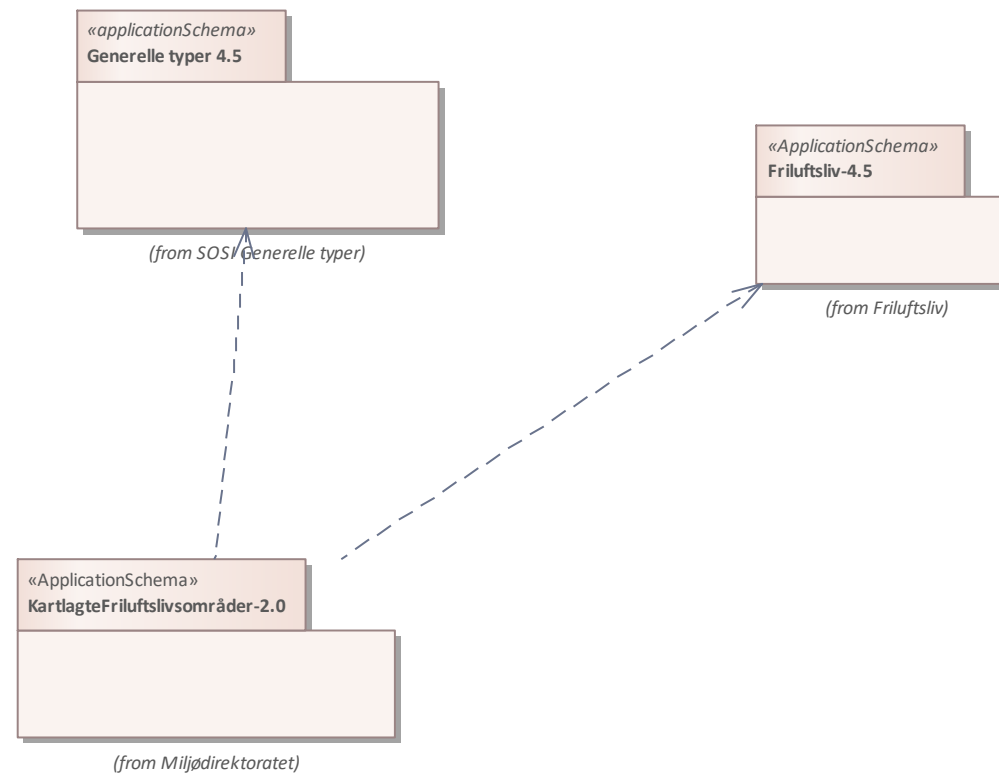 «applicationSchema»
Generelle typer 4.5
(from SOSI Generelle typer)
«ApplicationSchema»
Friluftsliv-4.5
(from Friluftsliv)
«ApplicationSchema»
KartlagteFriluftslivsområder-2.0
(from Miljødirektoratet)